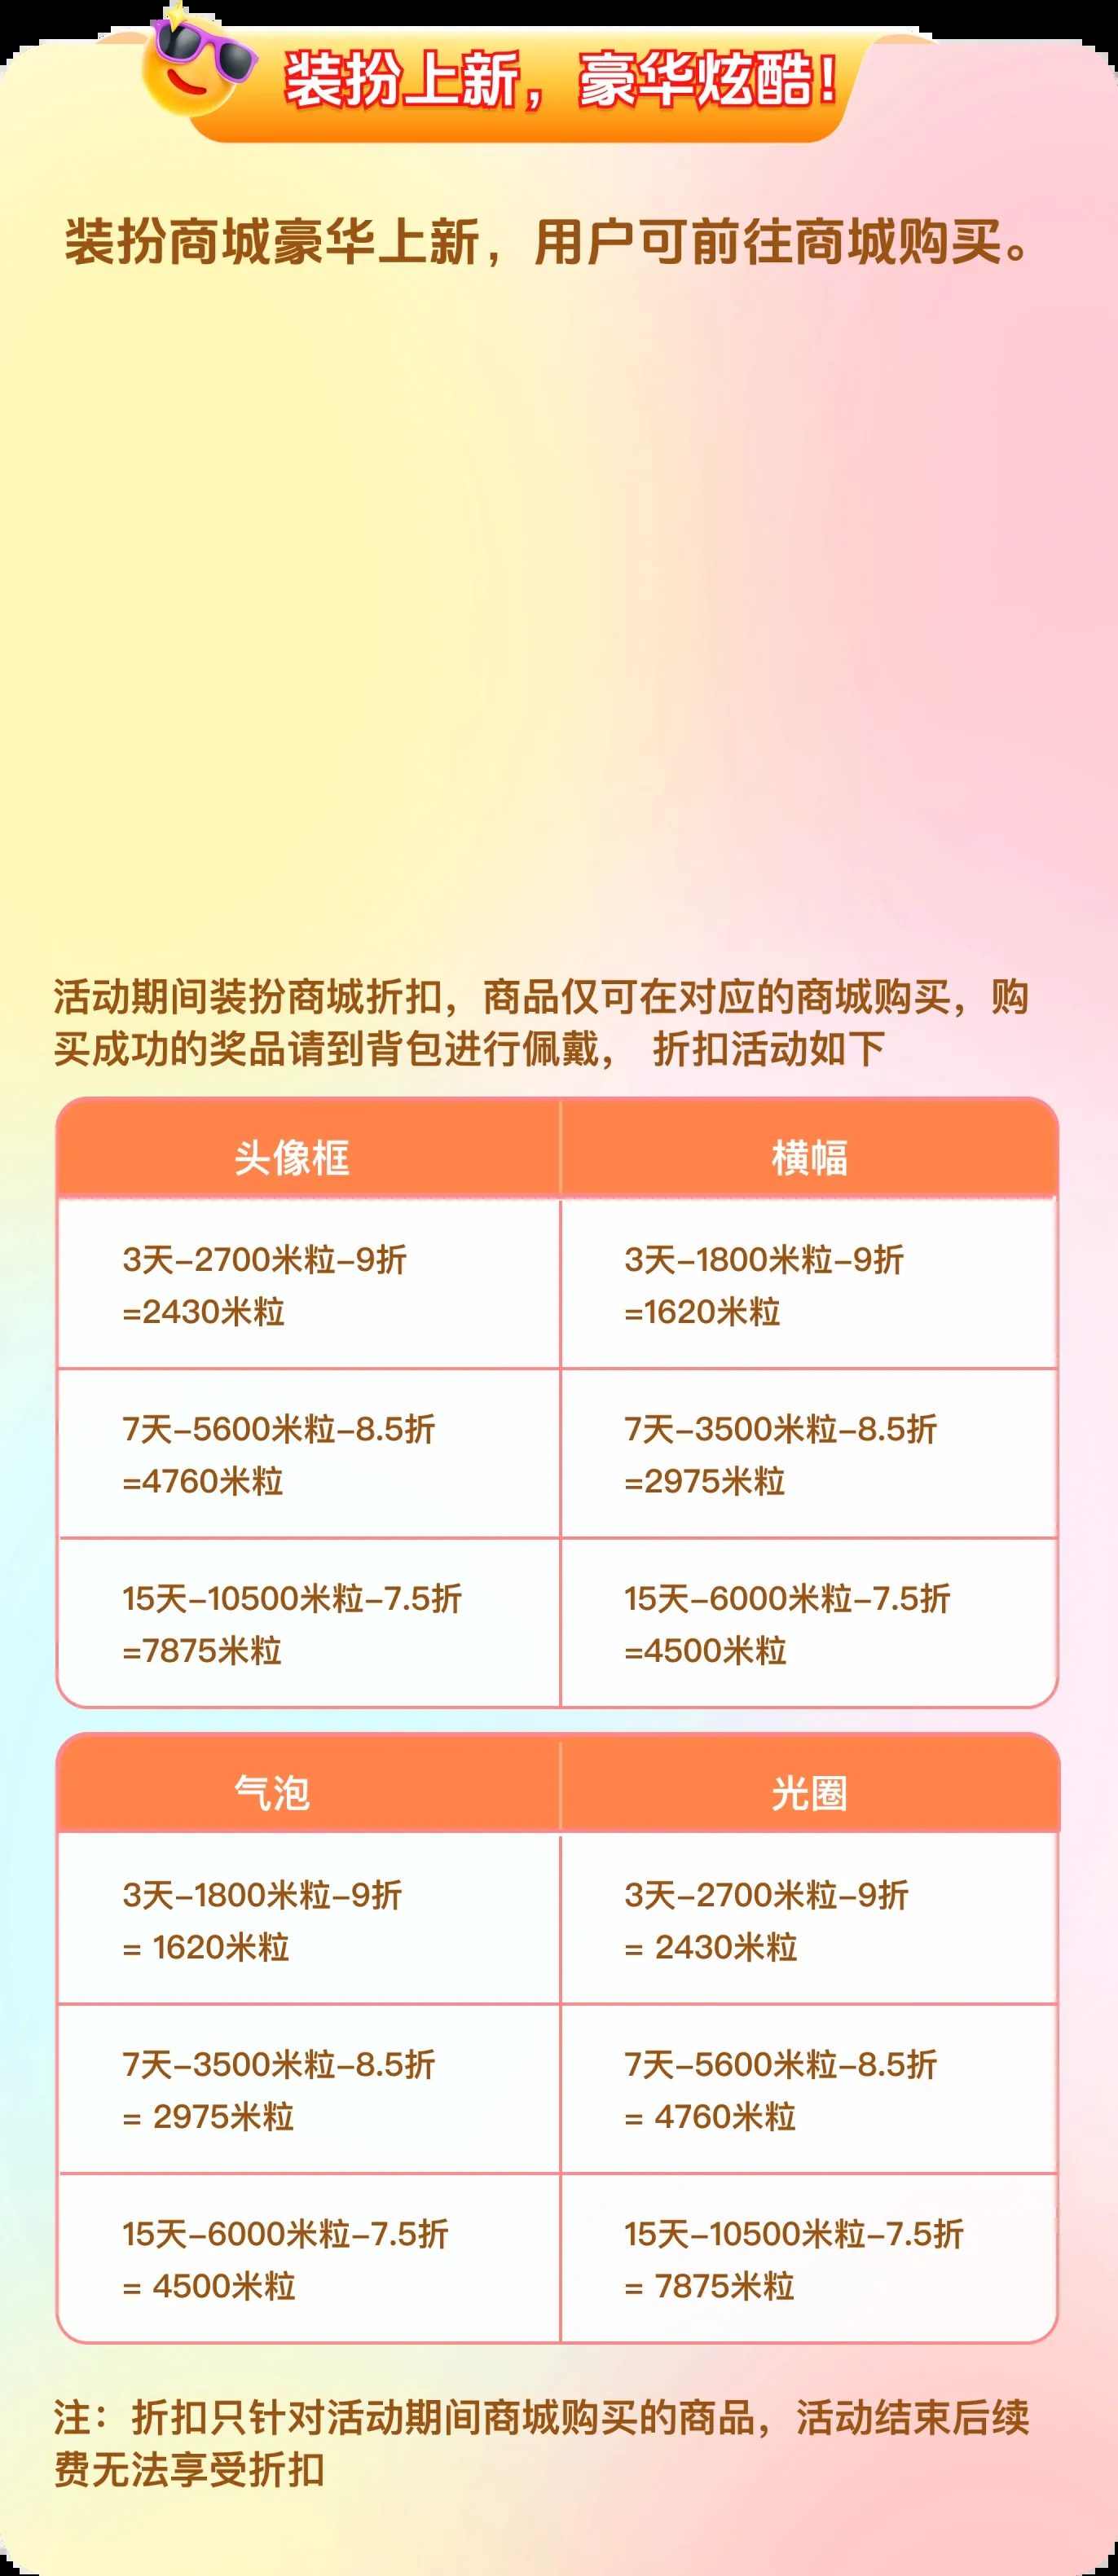 装扮上新，豪华炫酷！
装扮商城豪华上新，用户可前往商城购买。
活动期间装扮商城折扣，商品仅可在对应的商城购买，购
买成功的奖品请到背包进行佩戴， 折扣活动如下
头像框 横幅
3天-2700米粒-9折 3天-1800米粒-9折
=2430米粒 =1620米粒
7天-5600米粒-8.5折 7天-3500米粒-8.5折
=4760米粒 =2975米粒
15天-10500米粒-7.5折 15天-6000米粒-7.5折
=7875米粒 =4500米粒
气泡 光圈
3天-1800米粒-9折 3天-2700米粒-9折
= 1620米粒 = 2430米粒
7天-3500米粒-8.5折 7天-5600米粒-8.5折
= 2975米粒 = 4760米粒
15天-6000米粒-7.5折 15天-10500米粒-7.5折
= 4500米粒 = 7875米粒
注：折扣只针对活动期间商城购买的商品，活动结束后续
费无法享受折扣